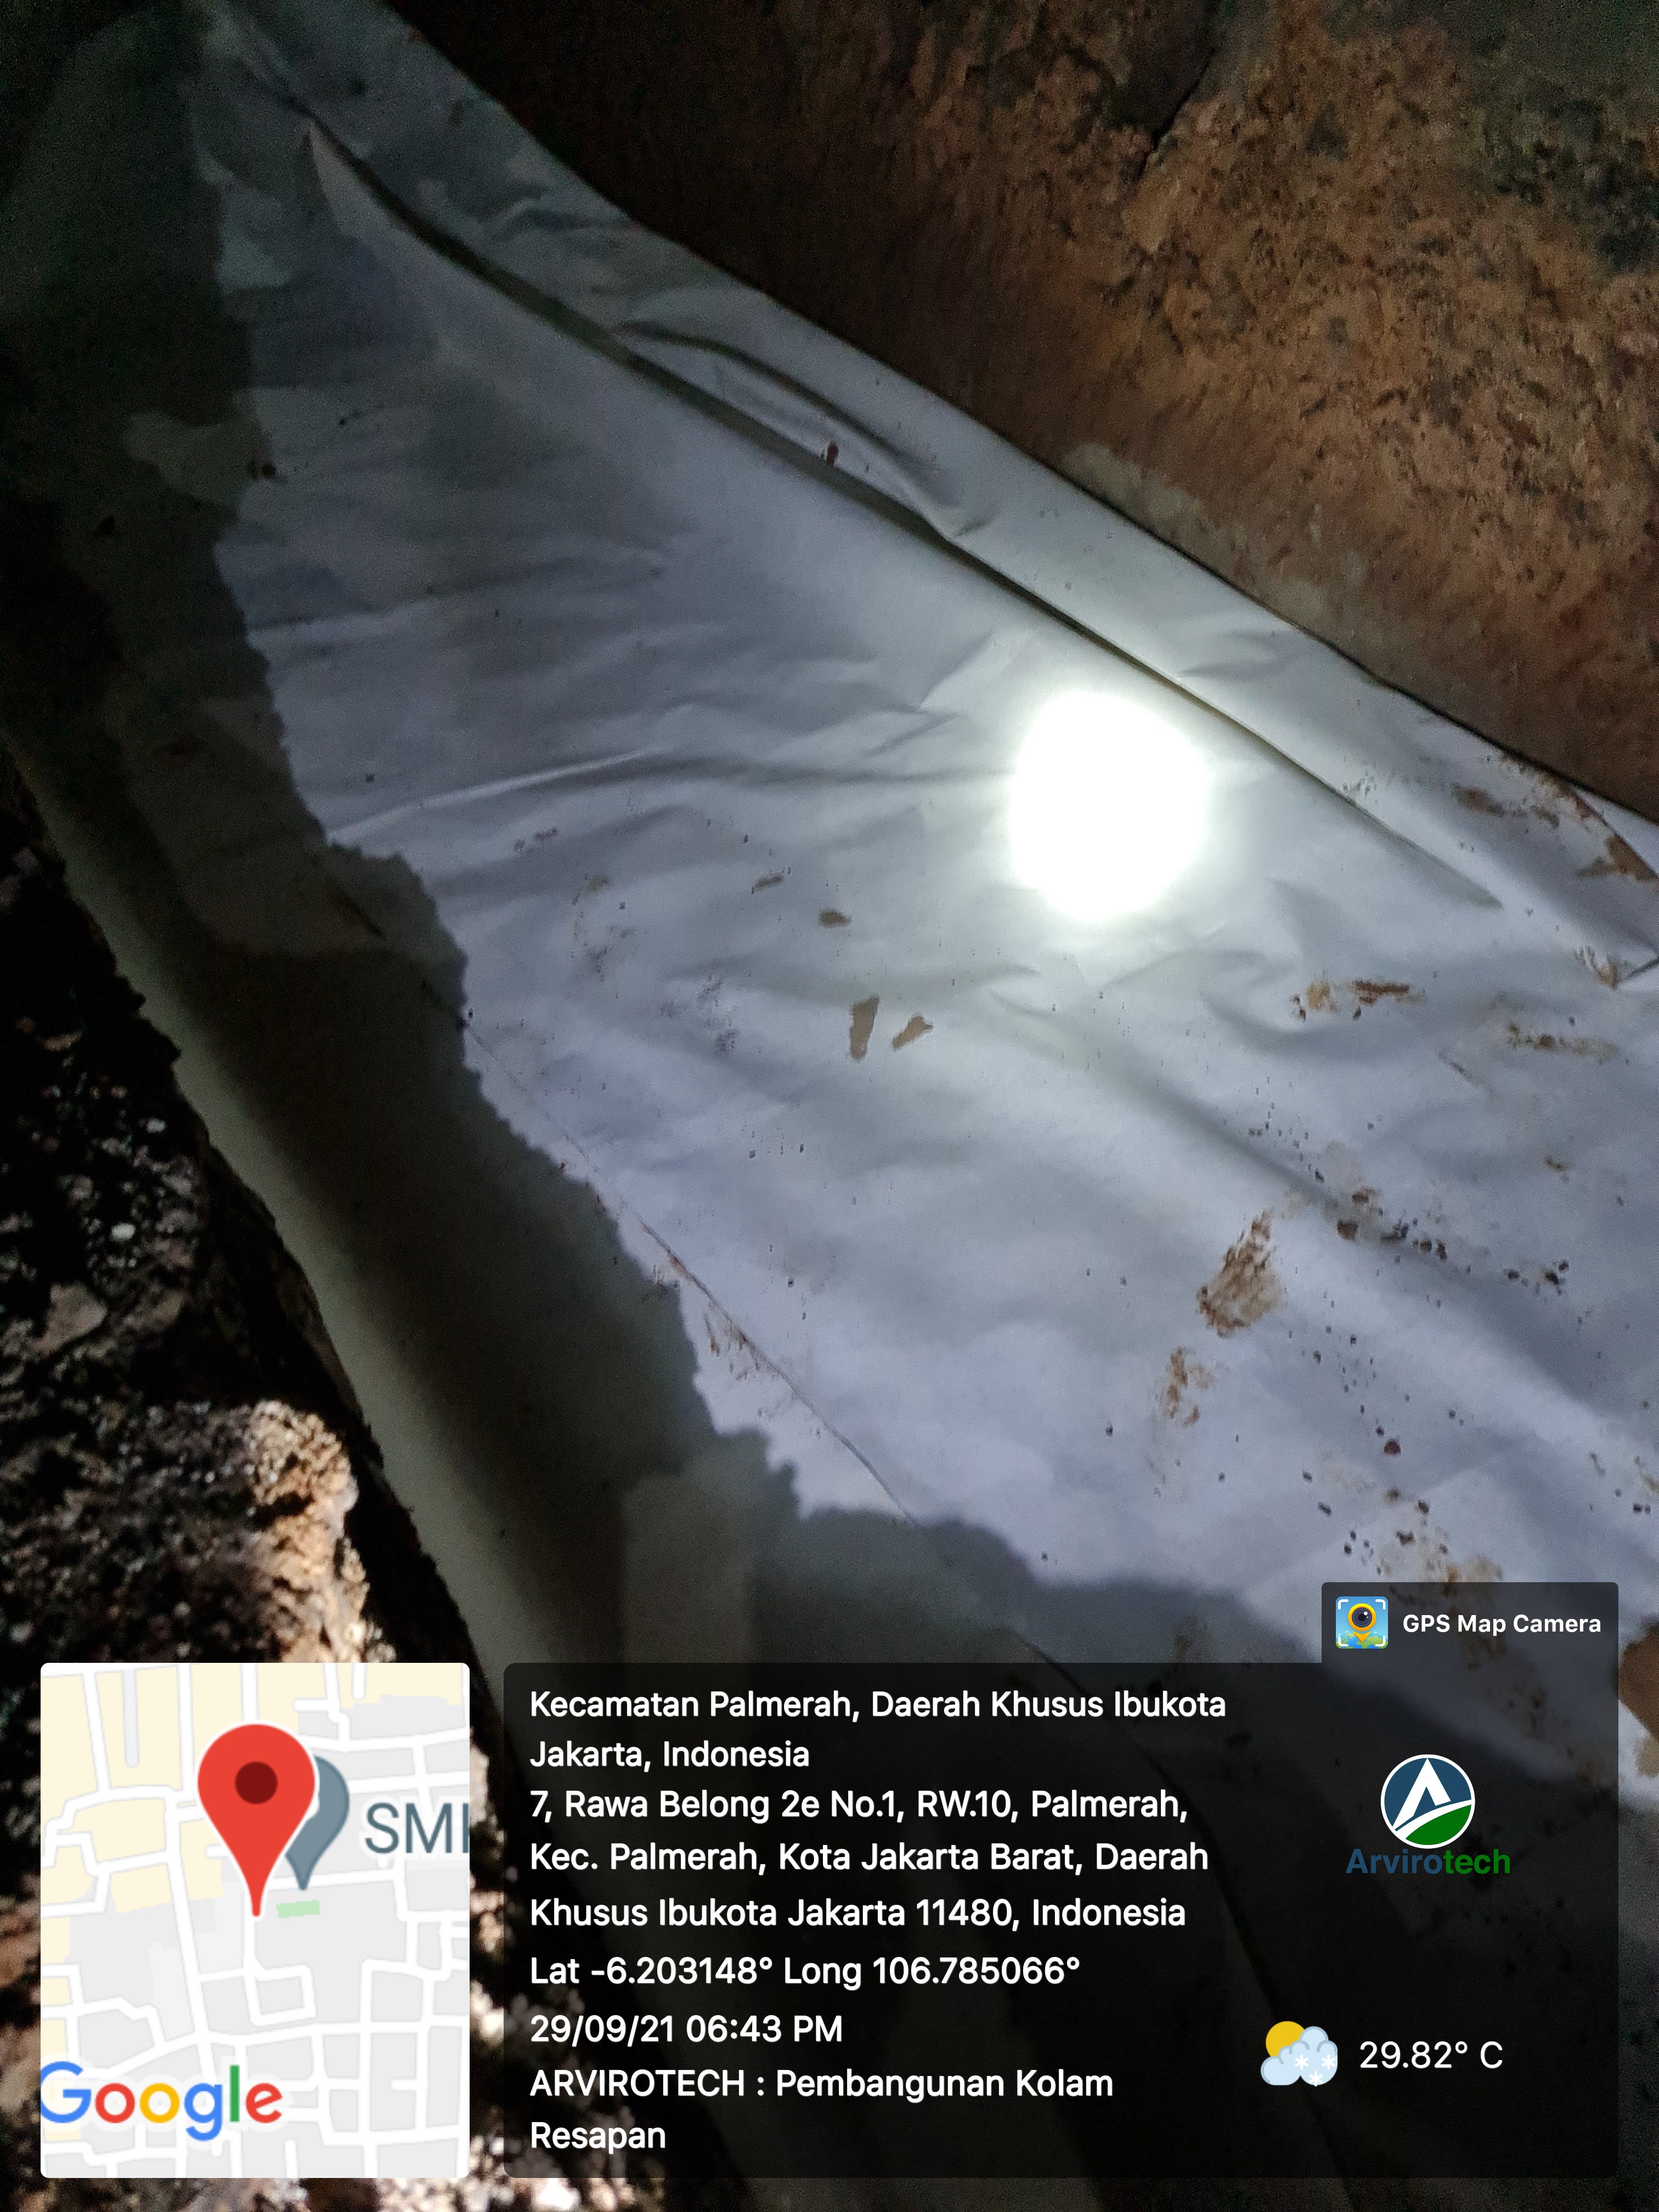 GPS Map Camera
Kecamatan Palmerah, Daerah Khusus Ibukota
Jakarta, Indonesia
7, Rawa Belong 2e No.1, RW.10, Palmerah,
Kec. Palmerah, Kota Jakarta Barat, Daerah
Khusus Ibukota Jakarta 11480, Indonesia
Lat -6.203148° Long 106.785066°
29/09/21 06:43 PM
ARVIROTECH : Pembangunan Kolam
Resapan
Arvirotech
29.82° C
SM
Google